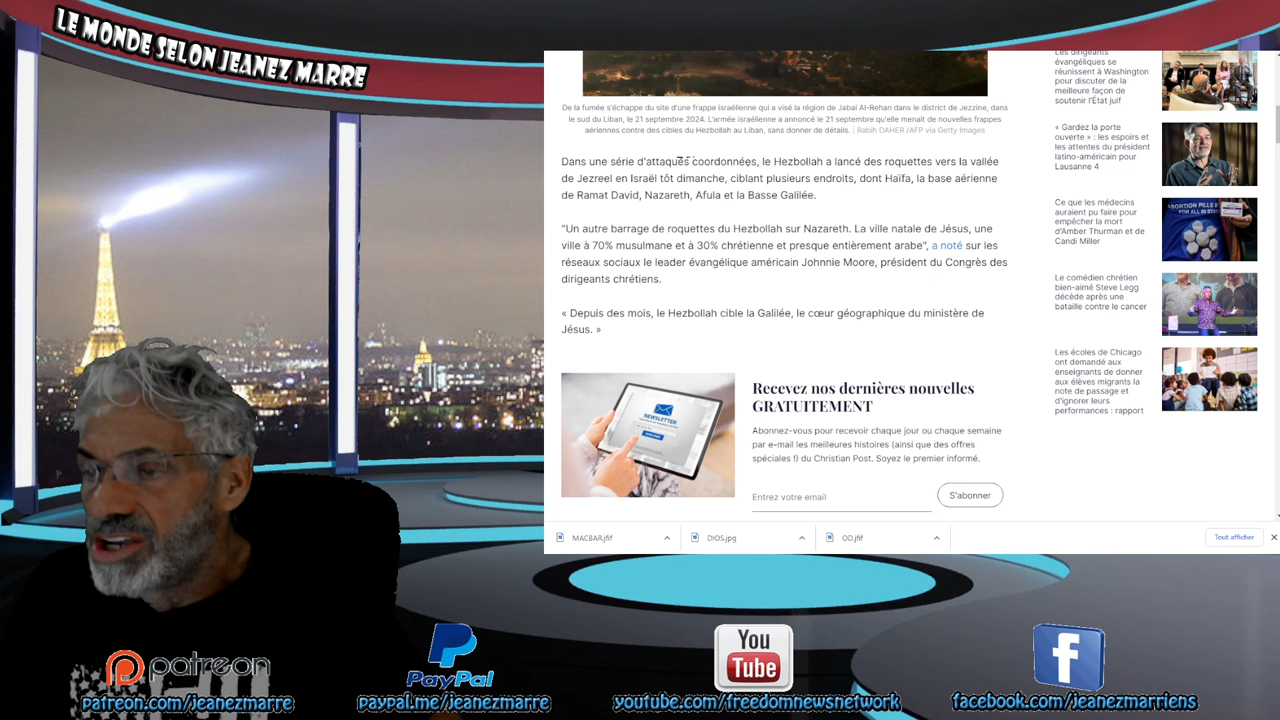 LE MONDE SELON JEANEZ MARRE
De la fumée s'échappe du site d'une frappe israélienne qui a visé la région de Jabal Al-Rehan dans le district de Jezzine, dans
le sud du Liban, le 21 septembre 2024. L'armée israélienne a annoncé le 21 septembre qu'elle menait de nouvelles frappes
aériennes contre des cibles du Hezbollah au Liban, sans donner de détails. | Rabih DAHER /AFP via Getty Images
Dans une série d'attaques coordonnées, le Hezbollah a lancé des roquettes vers la vallée
de Jezreel en Israël tôt dimanche, ciblant plusieurs endroits, dont Haïfa, la base aérienne
de Ramat David, Nazareth, Afula et la Basse Galilée.
"Un autre barrage de roquettes du Hezbollah sur Nazareth. La ville natale de Jésus, une
ville à 70% musulmane et à 30% chrétienne et presque entièrement arabe", a noté sur les
réseaux sociaux le leader évangélique américain Johnnie Moore, président du Congrès des
dirigeants chrétiens.
« Depuis des mois, le Hezbollah cible la Galilée, le cœur géographique du ministère de
Jésus. »
NEWSLETTER
Recevez nos dernières nouvelles
GRATUITEMENT
Abonnez-vous pour recevoir chaque jour ou chaque semaine
par e-mail les meilleures histoires (ainsi que des offres
spéciales !) du Christian Post. Soyez le premier informé.
Entrez votre email
S'abonner
Les dirigeants
évangéliques se
réunissent à Washington
pour discuter de la
meilleure façon de
soutenir l'État juif
« Gardez la porte
ouverte » : les espoirs et
les attentes du président
latino-américain pour
Lausanne 4
Ce que les médecins
auraient pu faire pour
empêcher la mort
d'Amber Thurman et de
Candi Miller
ABORTION PILLS
FOR ALL 50 STATES
Le comédien chrétien
bien-aimé Steve Legg
décède après une
bataille contre le cancer
Les écoles de Chicago
ont demandé aux
enseignants de donner
aux élèves migrants la
note de passage et
d'ignorer leurs
performances : rapport
MACBAR.jfif
DIOS.jpg
OD.jfif
Tout afficher
patreon
PayPal
You
Tube
f
patreon.com/jeanezmarre
paypal.me/jeanezmarre
youtube.com/freedomnewsnetwork
facebook.com/jeanezmarriens